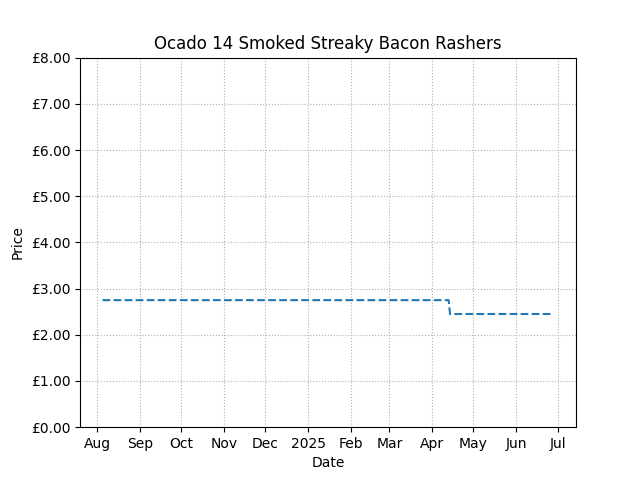 Ocado 14 Smoked Streaky Bacon Rashers
£8.00
£7.00
£6.00
£5.00
£4.00
£3.00
£2.00
£1.00
£0.00
Price
Aug Sep Oct Nov Dec 2025 Feb Mar Apr May Jun Jul
Date